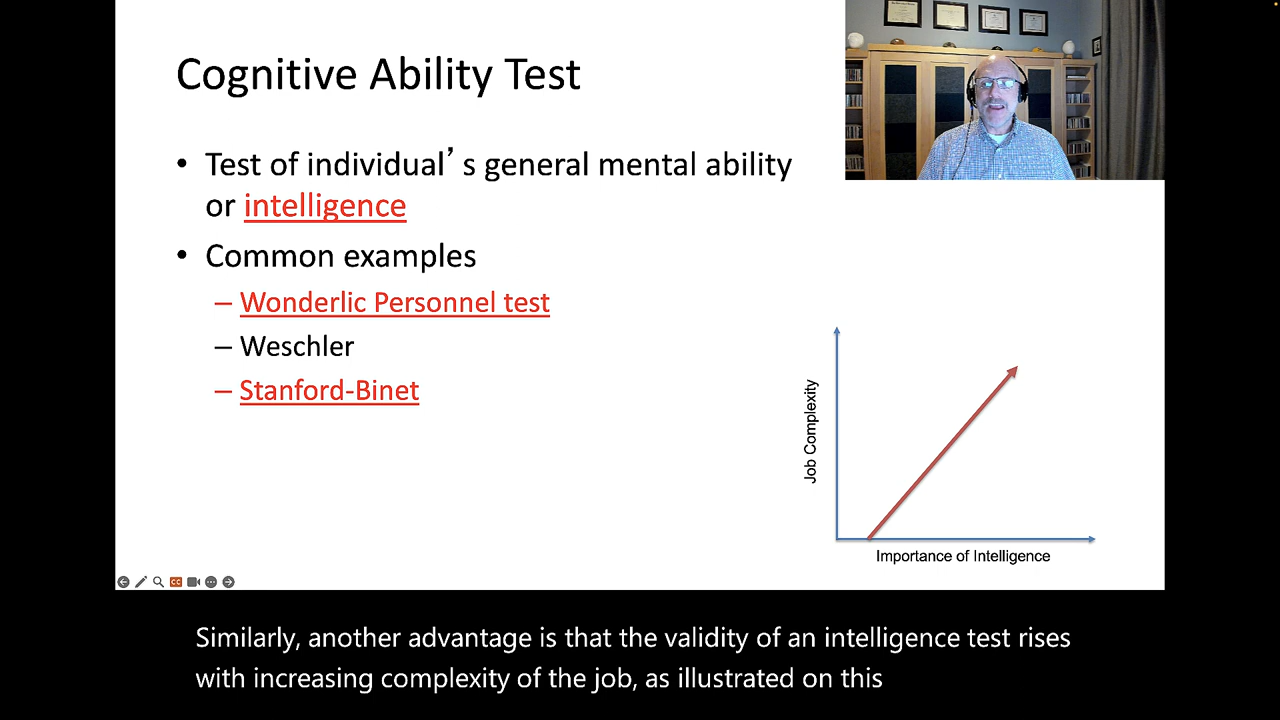 Cognitive Ability Test
• Test of individual’s general mental ability
or intelligence
• Common examples
– Wonderlic Personnel test
– Weschler
– Stanford-Binet
Job Complexity
Importance of Intelligence
CC
Similarly, another advantage is that the validity of an intelligence test rises
with increasing complexity of the job, as illustrated on this